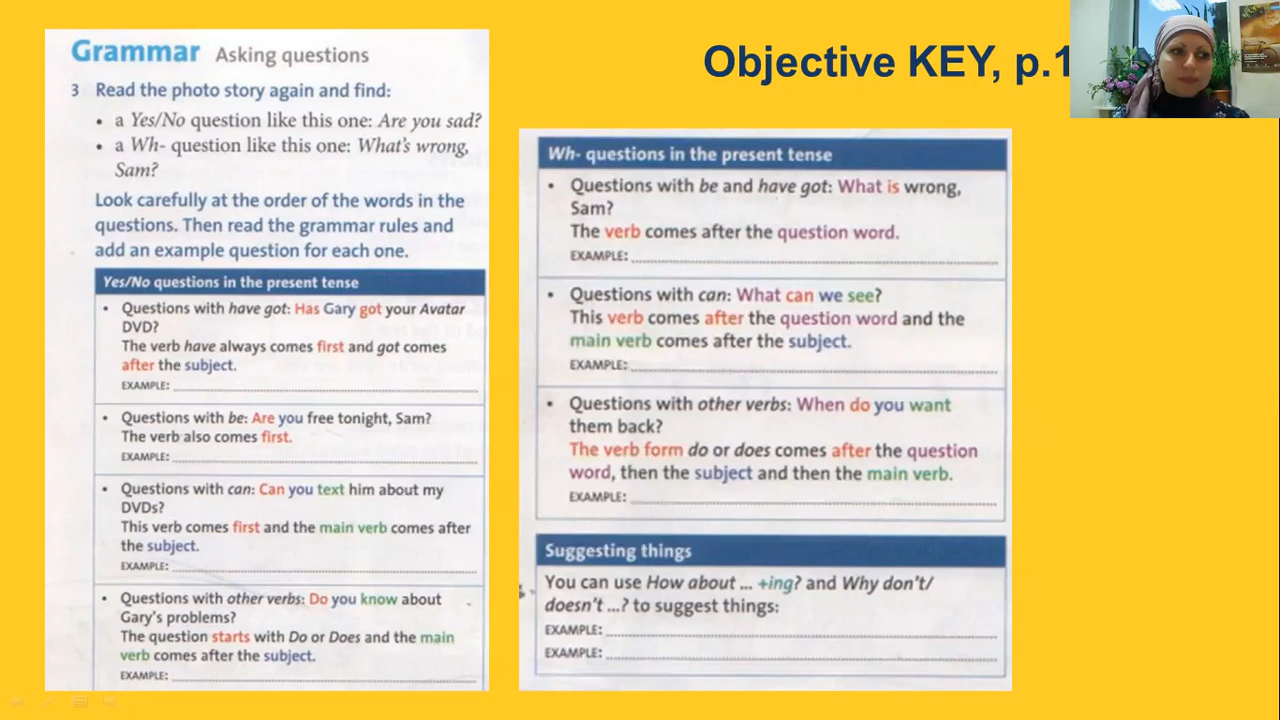 Objective KEY, p.1
Grammar Asking questions
3 Read the photo story again and find:
• a Yes/No question like this one: Are you sad?
• a Wh- question like this one: What's wrong,
Sam?
Look carefully at the order of the words in the
questions. Then read the grammar rules and
add an example question for each one.
Yes/No questions in the present tense
• Questions with have got: Has Gary got your Avatar
DVD?
The verb have always comes first and got comes
after the subject.
EXAMPLE:
• Questions with be: Are you free tonight, Sam?
The verb also comes first.
EXAMPLE:
• Questions with can: Can you text him about my
DVDs?
This verb comes first and the main verb comes after
the subject.
EXAMPLE:
• Questions with other verbs: Do you know about
Gary's problems?
The question starts with Do or Does and the main
verb comes after the subject.
EXAMPLE:
Wh- questions in the present tense
• Questions with be and have got: What is wrong,
Sam?
The verb comes after the question word.
EXAMPLE:
• Questions with can: What can we see?
This verb comes after the question word and the
main verb comes after the subject.
EXAMPLE:
• Questions with other verbs: When do you want
them back?
The verb form do or does comes after the question
word, then the subject and then the main verb.
EXAMPLE:
Suggesting things
You can use How about ... +ing? and Why don't/
doesn't ...? to suggest things:
EXAMPLE:
EXAMPLE: